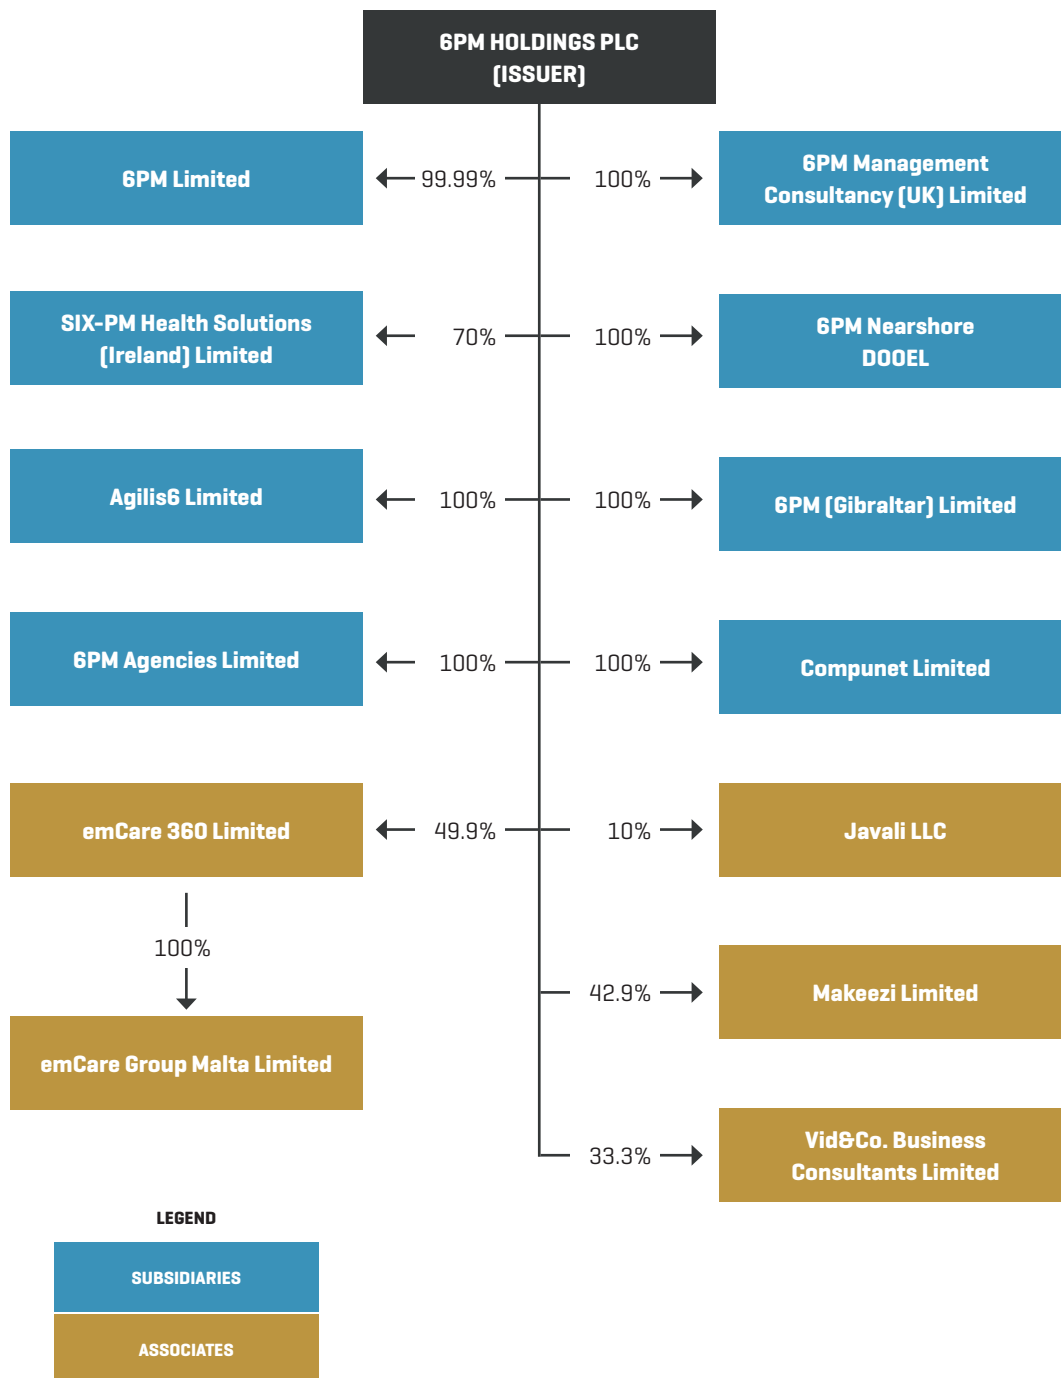 6PM HOLDINGS PLC
(ISSUER)
6PM Limited
99.99%
100%
6PM Management
Consultancy (UK) Limited
SIX-PM Health Solutions
(Ireland) Limited
70%
100%
6PM Nearshore
DOOEL
Agilis6 Limited
100%
100%
6PM (Gibraltar) Limited
6PM Agencies Limited
100%
100%
Compunet Limited
emCare 360 Limited
49.9%
10%
Javali LLC
100%
42.9%
Makeezi Limited
emCare Group Malta Limited
33.3%
Vid&Co. Business
Consultants Limited
LEGEND
SUBSIDIARIES
ASSOCIATES